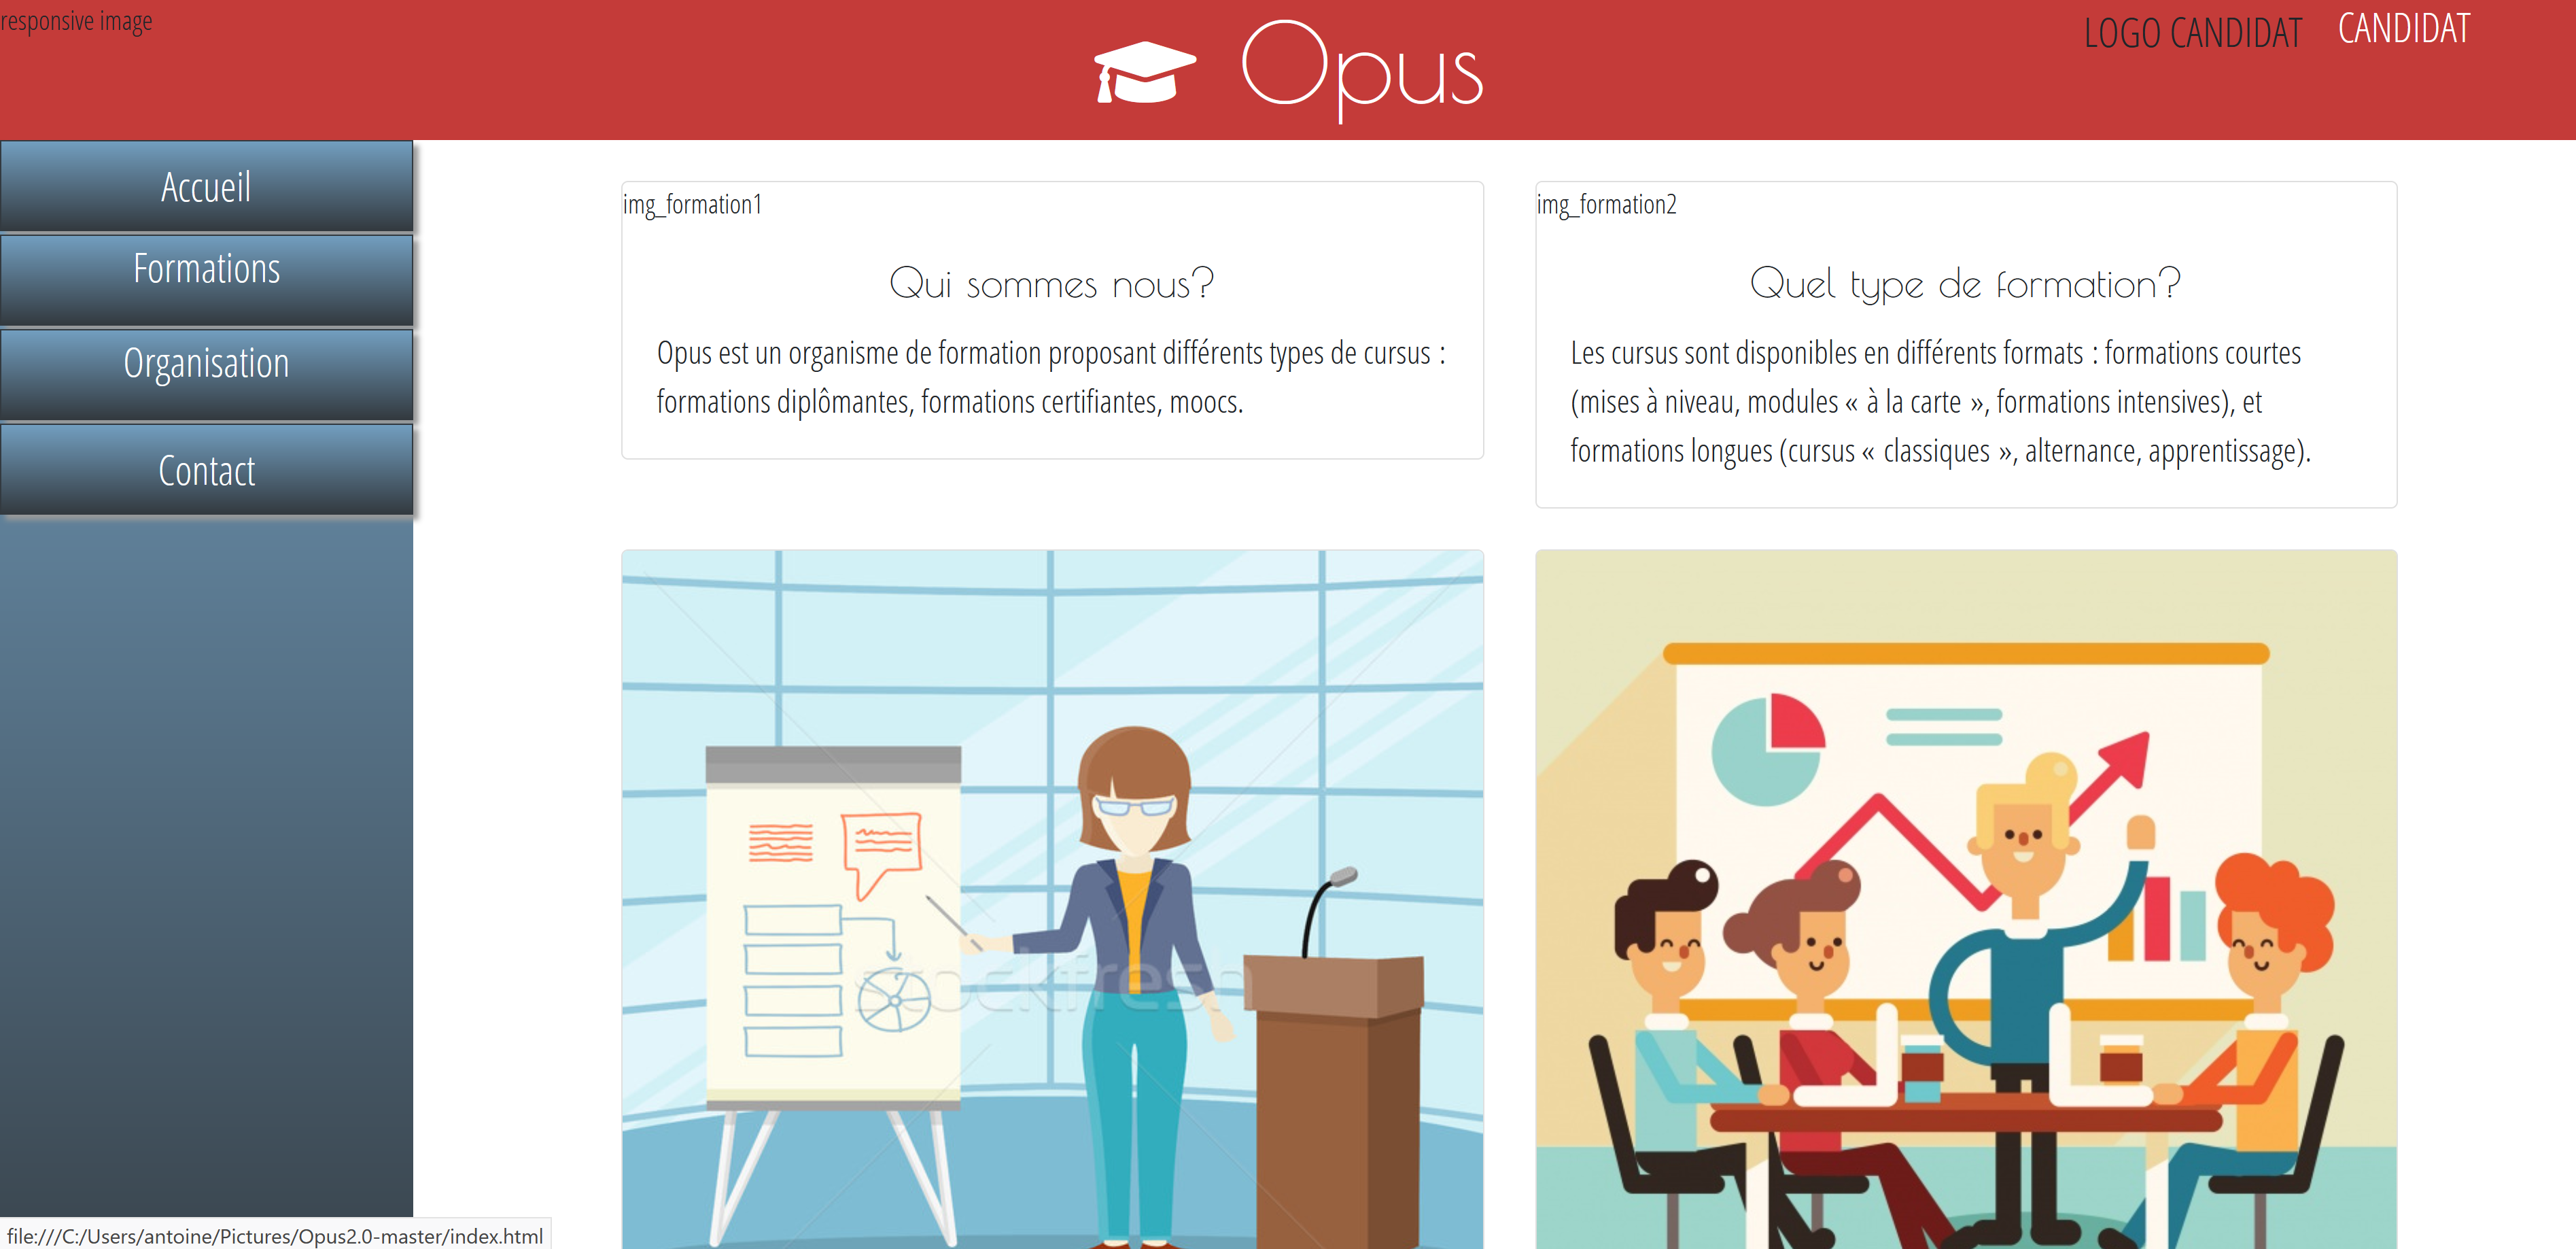 responsive image
Opus
LOGO CANDIDAT
CANDIDAT
Accueil
Formations
Organisation
Contact
img_formation1
Qui sommes nous?
Opus est un organisme de formation proposant différents types de cursus :
formations diplômantes, formations certifiantes, moocs.
img_formation2
Quel type de formation?
Les cursus sont disponibles en différents formats : formations courtes
(mises à niveau, modules « à la carte », formations intensives), et
formations longues (cursus « classiques », alternance, apprentissage).
stockfresh
file:///C:/Users/antoine/Pictures/Opus2.0-master/index.html